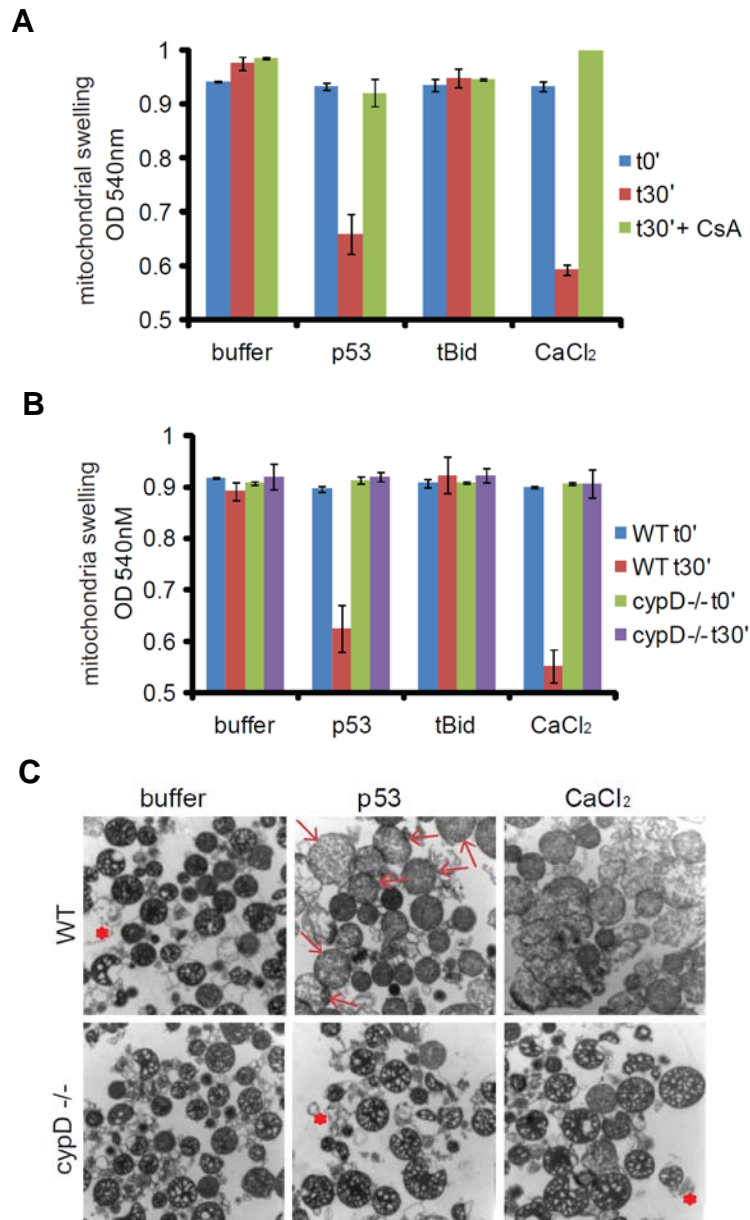 A
mitochondrial swelling
OD 540nm
1
0.9
0.8
0.7
0.6
0.5
buffer
p53
tBid
CaCl₂
t0'
t30'
t30'+ CsA
B
mitochondria swelling
OD 540nM
1
0.9
0.8
0.7
0.6
0.5
buffer
p53
tBid
CaCl₂
WT t0'
WT t30'
cypD-/- t0'
cypD-/- t30'
C
buffer
p53
CaCl₂
WT
cypD -/-